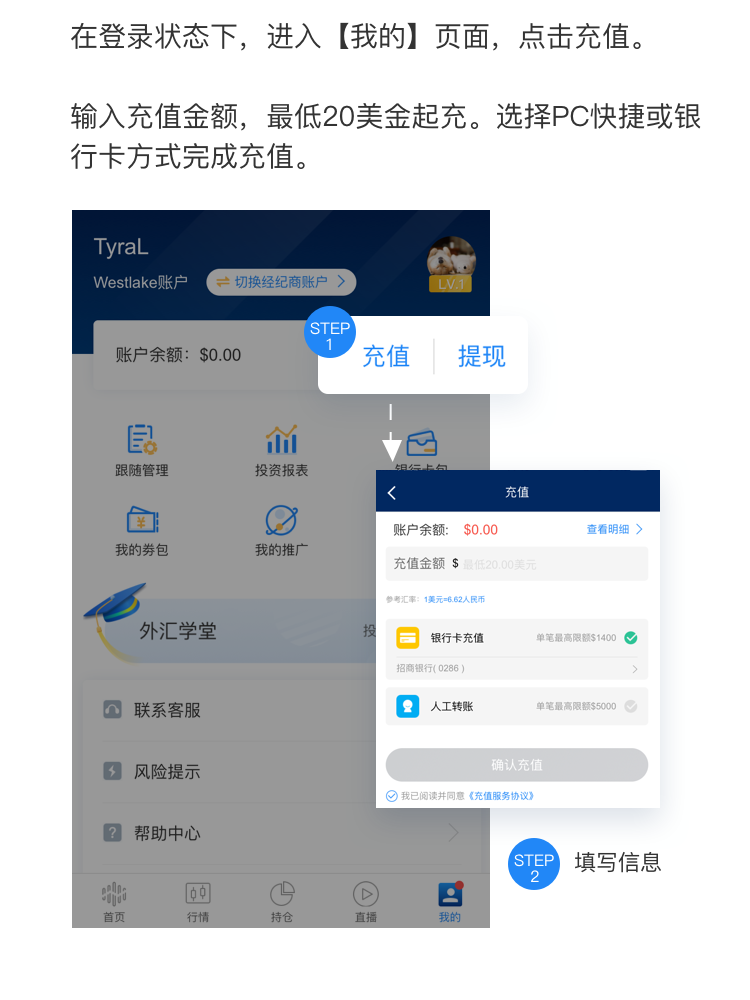 在登录状态下，进入【我的】页面，点击充值。
输入充值金额，最低20美金起充。选择PC快捷或银
行卡方式完成充值。
TyraL
Westlake账户
切换经纪商账户
LV.1
账户余额：$0.00
STEP
1
充值
提现
跟随管理
投资报表
银行卡包
我的券包
我的推广
外汇学堂
投
联系客服
风险提示
帮助中心
首页
行情
持仓
直播
我的
充值
账户余额:
$0.00
查看明细
充值金额
$
最低20.00美元
参考汇率: 1美元=6.62人民币
银行卡充值
单笔最高限额$1400
招商银行( 0286 )
人工转账
单笔最高限额$5000
确认充值
我已阅读并同意《充值服务协议》
STEP
2
填写信息